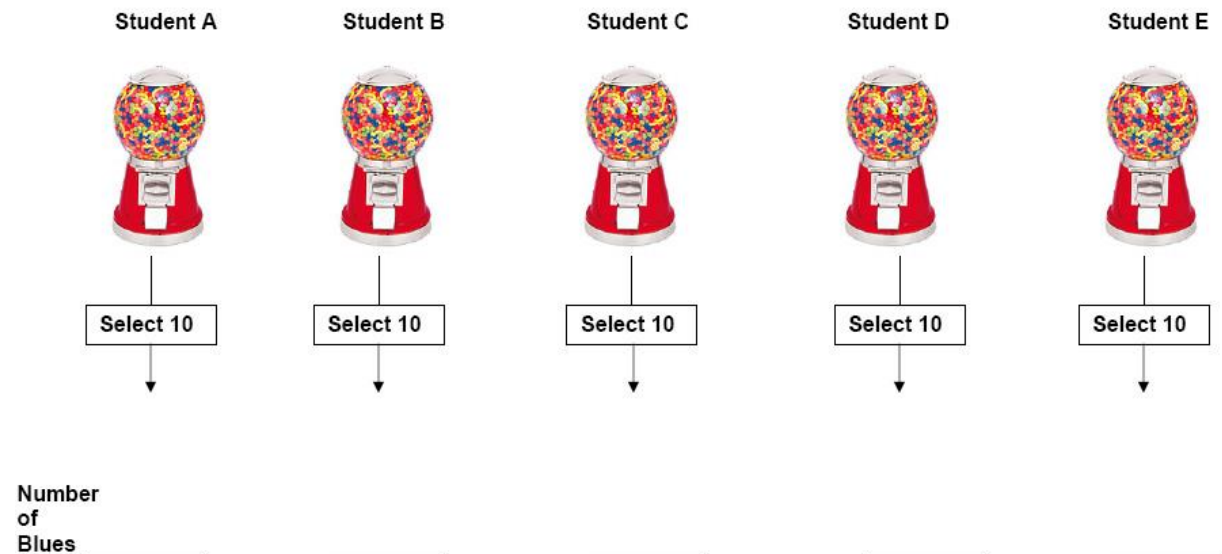 Student A Student B Student C Student D Student E
Select 10 Select 10 Select 10 Select 10 Select 10
Number
of
Blues